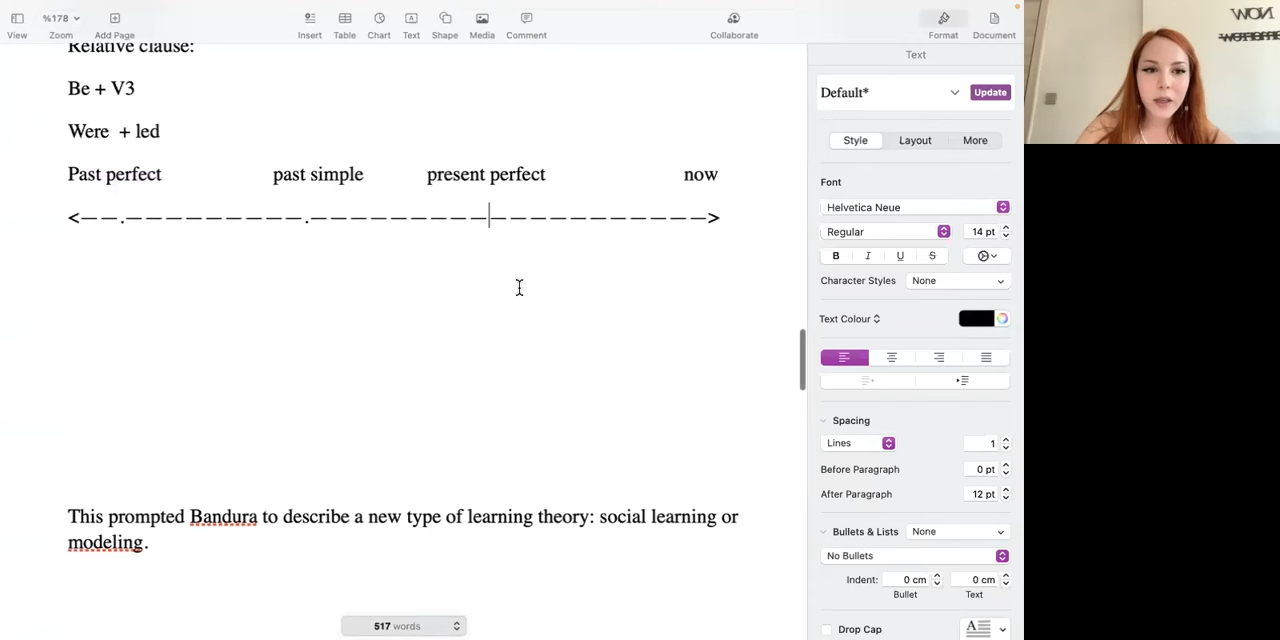 %178
View
Zoom
Add Page
Insert
Table
Chart
Text
Shape
Media
Comment
Collaborate
Format
Document
Relative clause:
Be + V3
Were + led
Past perfect past simple present perfect now
<——.—————————.———————————————————>
This prompted Bandura to describe a new type of learning theory: social learning or
modeling.
517 words
Text
Default*
Update
Style
Layout
More
Font
Helvetica Neue
Regular
14 pt
B I U S
Character Styles
None
Text Colour
Spacing
Lines
1
Before Paragraph
0 pt
After Paragraph
12 pt
Bullets & Lists
None
No Bullets
Indent:
0 cm
0 cm
Bullet
Text
Drop Cap
A